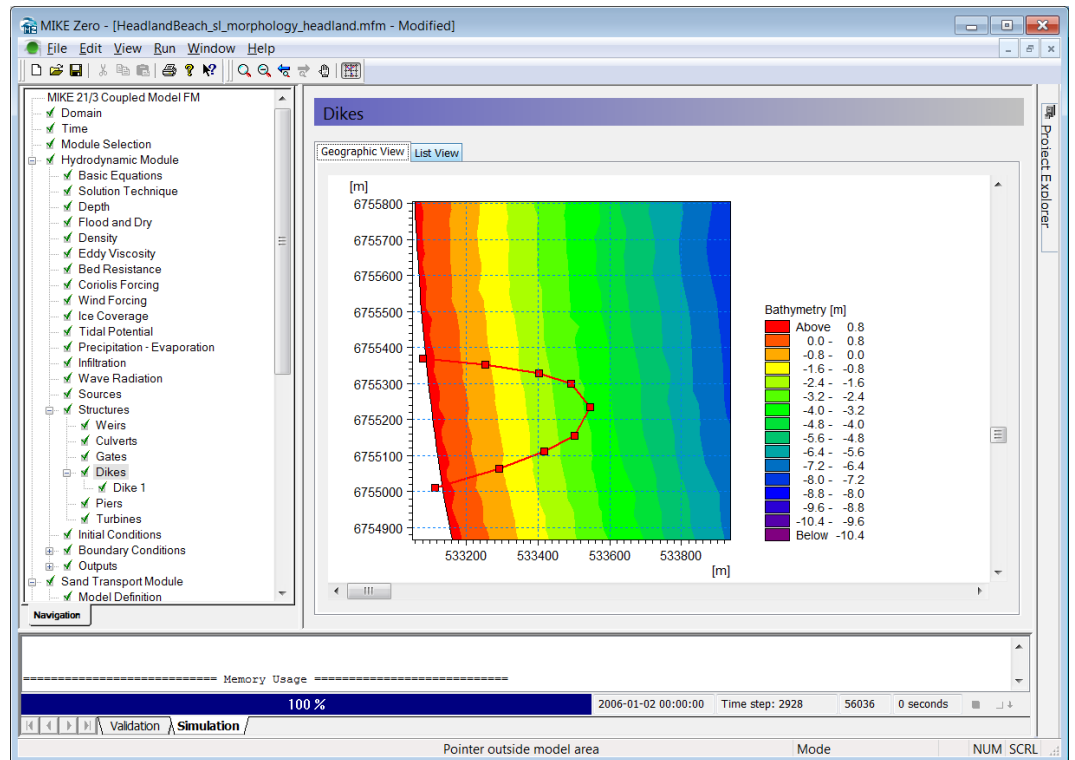 MIKE Zero - [HeadlandBeach_sl_morphology_headland.mfm - Modified]
File Edit View Run Window Help
MIKE 21/3 Coupled Model FM
Domain
Time
Module Selection
Hydrodynamic Module
Basic Equations
Solution Technique
Depth
Flood and Dry
Density
Eddy Viscosity
Bed Resistance
Coriolis Forcing
Wind Forcing
Ice Coverage
Tidal Potential
Precipitation - Evaporation
Infiltration
Wave Radiation
Sources
Structures
Weirs
Culverts
Gates
Dikes
Dike 1
Piers
Turbines
Initial Conditions
Boundary Conditions
Outputs
Sand Transport Module
Model Definition
Navigation
Dikes
Geographic View List View
[m]
6755800
6755700
6755600
6755500
6755400
6755300
6755200
6755100
6755000
6754900
533200 533400 533600 533800
[m]
Bathymetry [m]
Above 0.8
0.0 - 0.8
-0.8 - 0.0
-1.6 - -0.8
-2.4 - -1.6
-3.2 - -2.4
-4.0 - -3.2
-4.8 - -4.0
-5.6 - -4.8
-6.4 - -5.6
-7.2 - -6.4
-8.0 - -7.2
-8.8 - -8.0
-9.6 - -8.8
-10.4 - -9.6
Below -10.4
Project Explorer
============================ Memory Usage ============================
100 % 2006-01-02 00:00:00 Time step: 2928 56036 0 seconds
Validation Simulation
Pointer outside model area Mode NUM SCRL